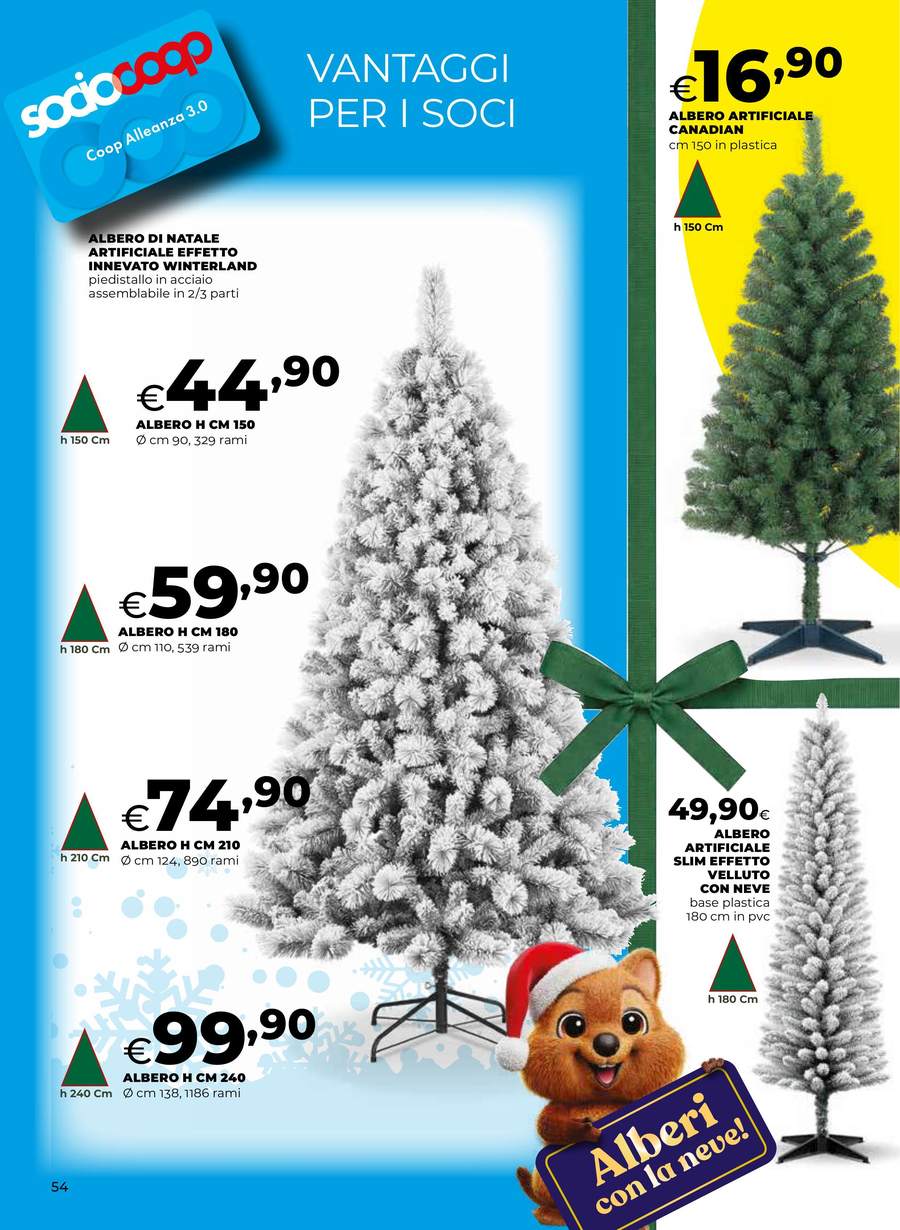 sociocoop
Coop Alleanza 3.0
VANTAGGI
PER I SOCI
ALBERO DI NATALE
ARTIFICIALE EFFETTO
INNEVATO WINTERLAND
piedistallo in acciaio
assemblabile in 2/3 parti
€44,90
ALBERO H CM 150
Ø cm 90, 329 rami
h 150 Cm
€59,90
ALBERO H CM 180
Ø cm 110, 539 rami
h 180 Cm
€74,90
ALBERO H CM 210
Ø cm 124, 890 rami
h 210 Cm
€99,90
ALBERO H CM 240
Ø cm 138, 1186 rami
h 240 Cm
€16,90
ALBERO ARTIFICIALE
CANADIAN
cm 150 in plastica
h 150 Cm
49,90€
ALBERO
ARTIFICIALE
SLIM EFFETTO
VELLUTO
CON NEVE
base plastica
180 cm in pvc
h 180 Cm
Alberi
con la neve!
54